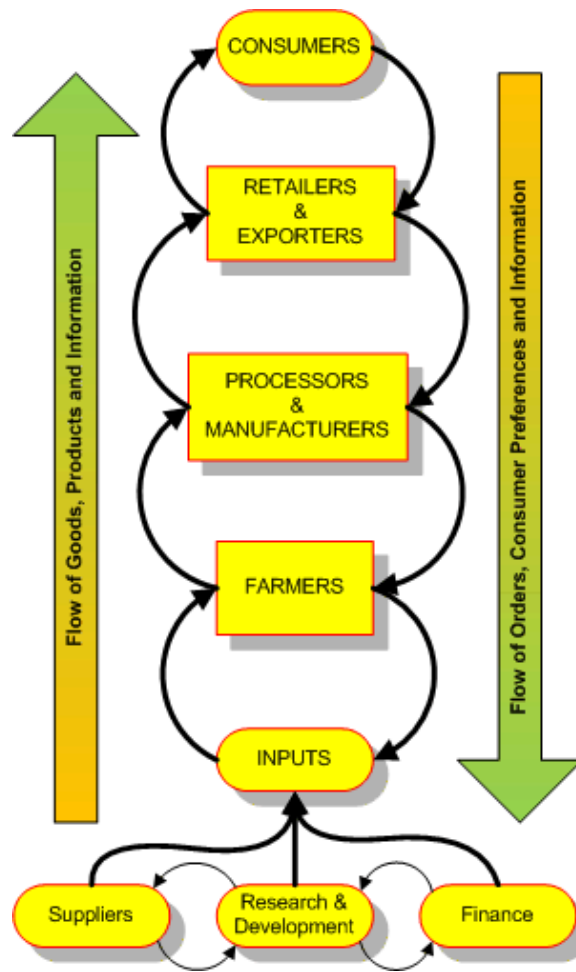 CONSUMERS
RETAILERS
&
EXPORTERS
PROCESSORS
&
MANUFACTURERS
FARMERS
INPUTS
Suppliers
Research &
Development
Finance
Flow of Goods, Products and Information
Flow of Orders, Consumer Preferences and Information